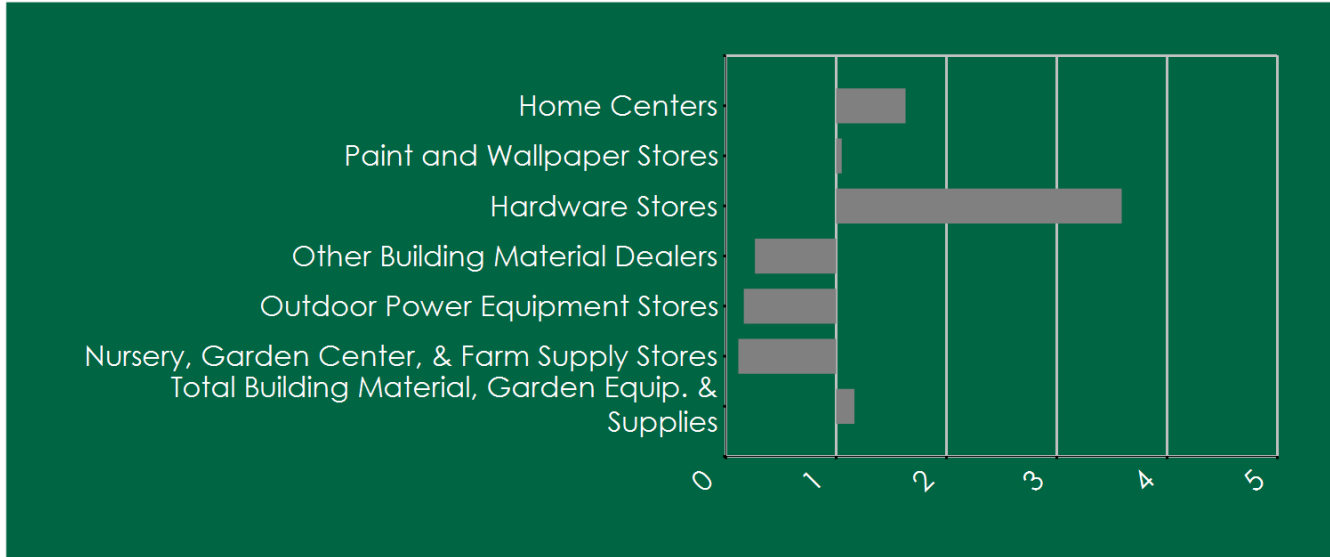 Home Centers
Paint and Wallpaper Stores
Hardware Stores
Other Building Material Dealers
Outdoor Power Equipment Stores
Nursery, Garden Center, & Farm Supply Stores
Total Building Material, Garden Equip. &
Supplies
0 1 2 3 4 5